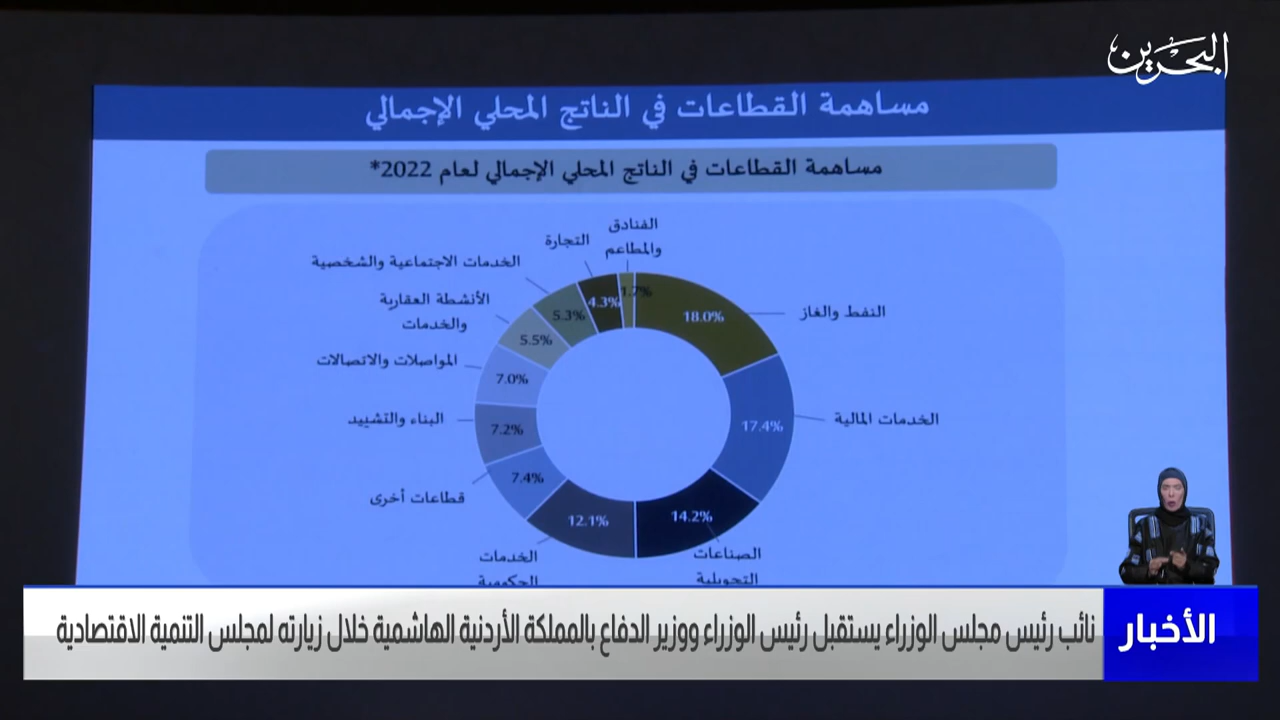 البحرين
مساهمة القطاعات في الناتج المحلي الإجمالي
مساهمة القطاعات في الناتج المحلي الإجمالي لعام 2022*
الفنادق
والمطاعم
التجارة
الخدمات الاجتماعية والشخصية
الأنشطة العقارية
والخدمات
المواصلات والاتصالات
البناء والتشييد
قطاعات أخرى
الخدمات
الحكومية
الصناعات
التحويلية
الخدمات المالية
النفط والغاز
1.7%
4.3%
5.3%
5.5%
7.0%
7.2%
7.4%
12.1%
14.2%
17.4%
18.0%
الأخبار
نائب رئيس مجلس الوزراء يستقبل رئيس الوزراء ووزير الدفاع بالمملكة الأردنية الهاشمية خلال زيارته لمجلس التنمية الاقتصادية